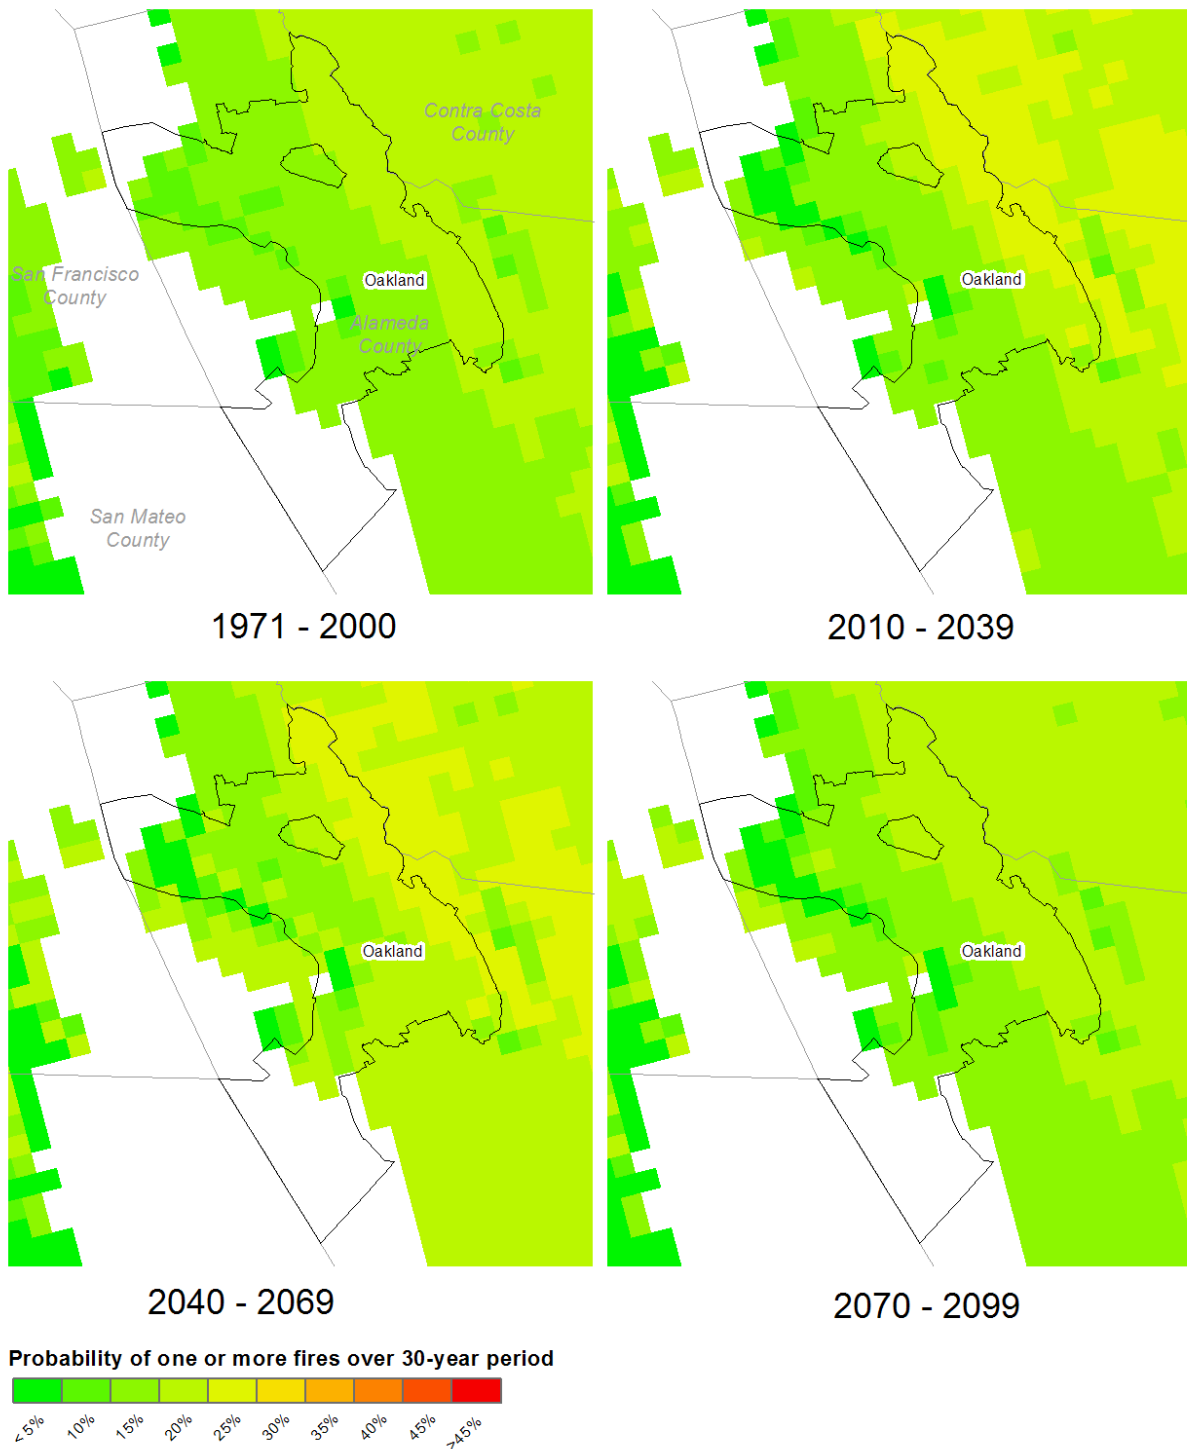 Contra Costa
County
San Francisco
County
Oakland
Alameda
County
San Mateo
County
Oakland
1971 - 2000
2010 - 2039
Oakland
Oakland
2040 - 2069
2070 - 2099
Probability of one or more fires over 30-year period
< 5%
10%
15%
20%
25%
30%
35%
40%
45%
>45%